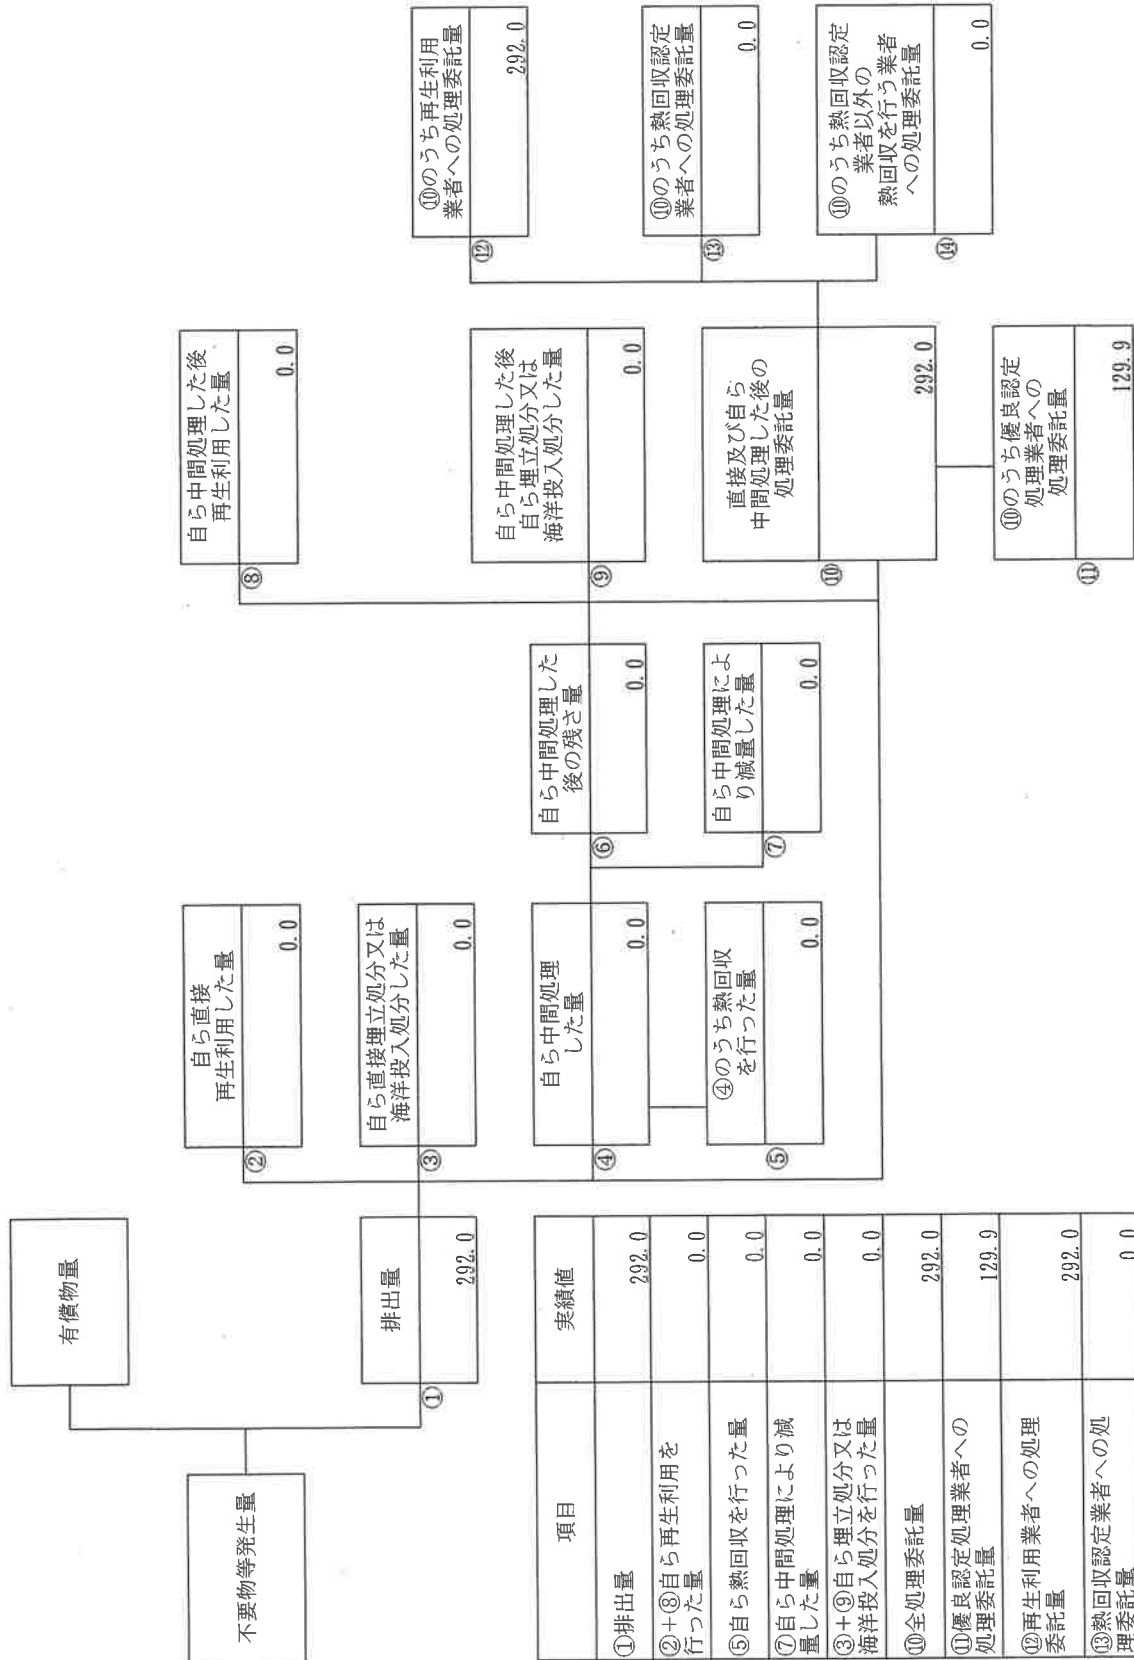 有償物量
不要物等発生量
排出量
①
292.0
自ら直接
再生利用した量
②
0.0
自ら直接埋立処分又は
海洋投入処分した量
③
0.0
自ら中間処理
した量
④
0.0
④のうち熱回収
を行った量
⑤
0.0
自ら中間処理した
後の残さ量
⑥
0.0
自ら中間処理によ
り減量した量
⑦
0.0
自ら中間処理した後
再生利用した量
⑧
0.0
自ら中間処理した後
自ら埋立処分又は
海洋投入処分した量
⑨
0.0
直接及び自ら
中間処理した後の
処理委託量
⑩
292.0
⑩のうち優良認定
処理業者への
処理委託量
⑪
129.9
⑩のうち再生利用
業者への処理委託量
⑫
292.0
⑩のうち熱回収認定
業者への処理委託量
⑬
0.0
⑩のうち熱回収認定
業者以外の
熱回収を行う業者
への処理委託量
⑭
0.0
項目 実績値
①排出量 292.0
②+⑧自ら再生利用を
行った量 0.0
⑤自ら熱回収を行った量 0.0
⑦自ら中間処理により減
量した量 0.0
③+⑨自ら埋立処分又は
海洋投入処分を行った量 0.0
⑩全処理委託量 292.0
⑪優良認定処理業者への
処理委託量 129.9
⑫再生利用業者への処理
委託量 292.0
⑬熱回収認定業者への処
理委託量 0.0